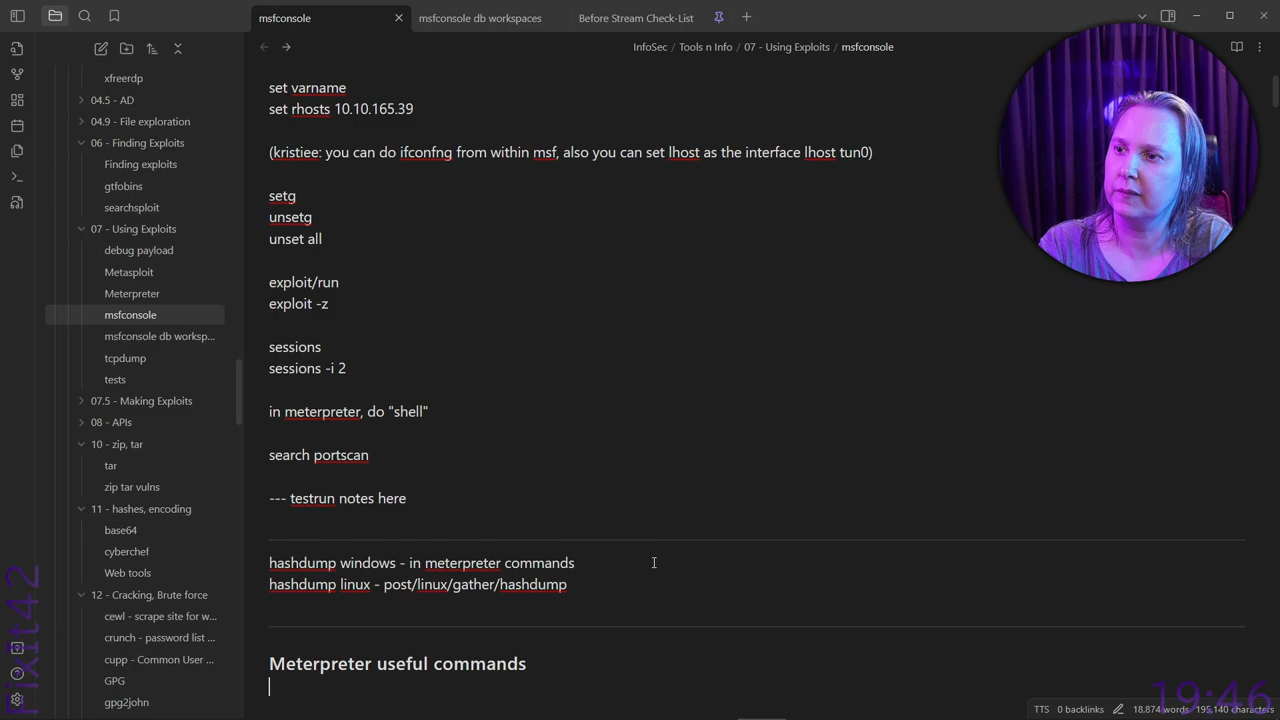 msfconsole
msfconsole db workspaces
Before Stream Check-List
InfoSec / Tools n Info / 07 - Using Exploits / msfconsole
xfreerdp
04.5 - AD
04.9 - File exploration
06 - Finding Exploits
Finding exploits
gtfobins
searchsploit
07 - Using Exploits
debug payload
Metasploit
Meterpreter
msfconsole
msfconsole db worksp...
tcpdump
tests
07.5 - Making Exploits
08 - APIs
10 - zip, tar
tar
zip tar vulns
11 - hashes, encoding
base64
cyberchef
Web tools
12 - Cracking, Brute force
cewl - scrape site for w...
crunch - password list ...
cupp - Common User ...
GPG
gpg2john
set varname
set rhosts 10.10.165.39
(kristiee: you can do ifconfng from within msf, also you can set lhost as the interface lhost tun0)
setg
unsetg
unset all
exploit/run
exploit -z
sessions
sessions -i 2
in meterpreter, do "shell"
search portscan
--- testrun notes here
hashdump windows - in meterpreter commands
hashdump linux - post/linux/gather/hashdump
Meterpreter useful commands
TTS 0 backlinks 18,874 words 195,140 characters
Fixit42
19:46